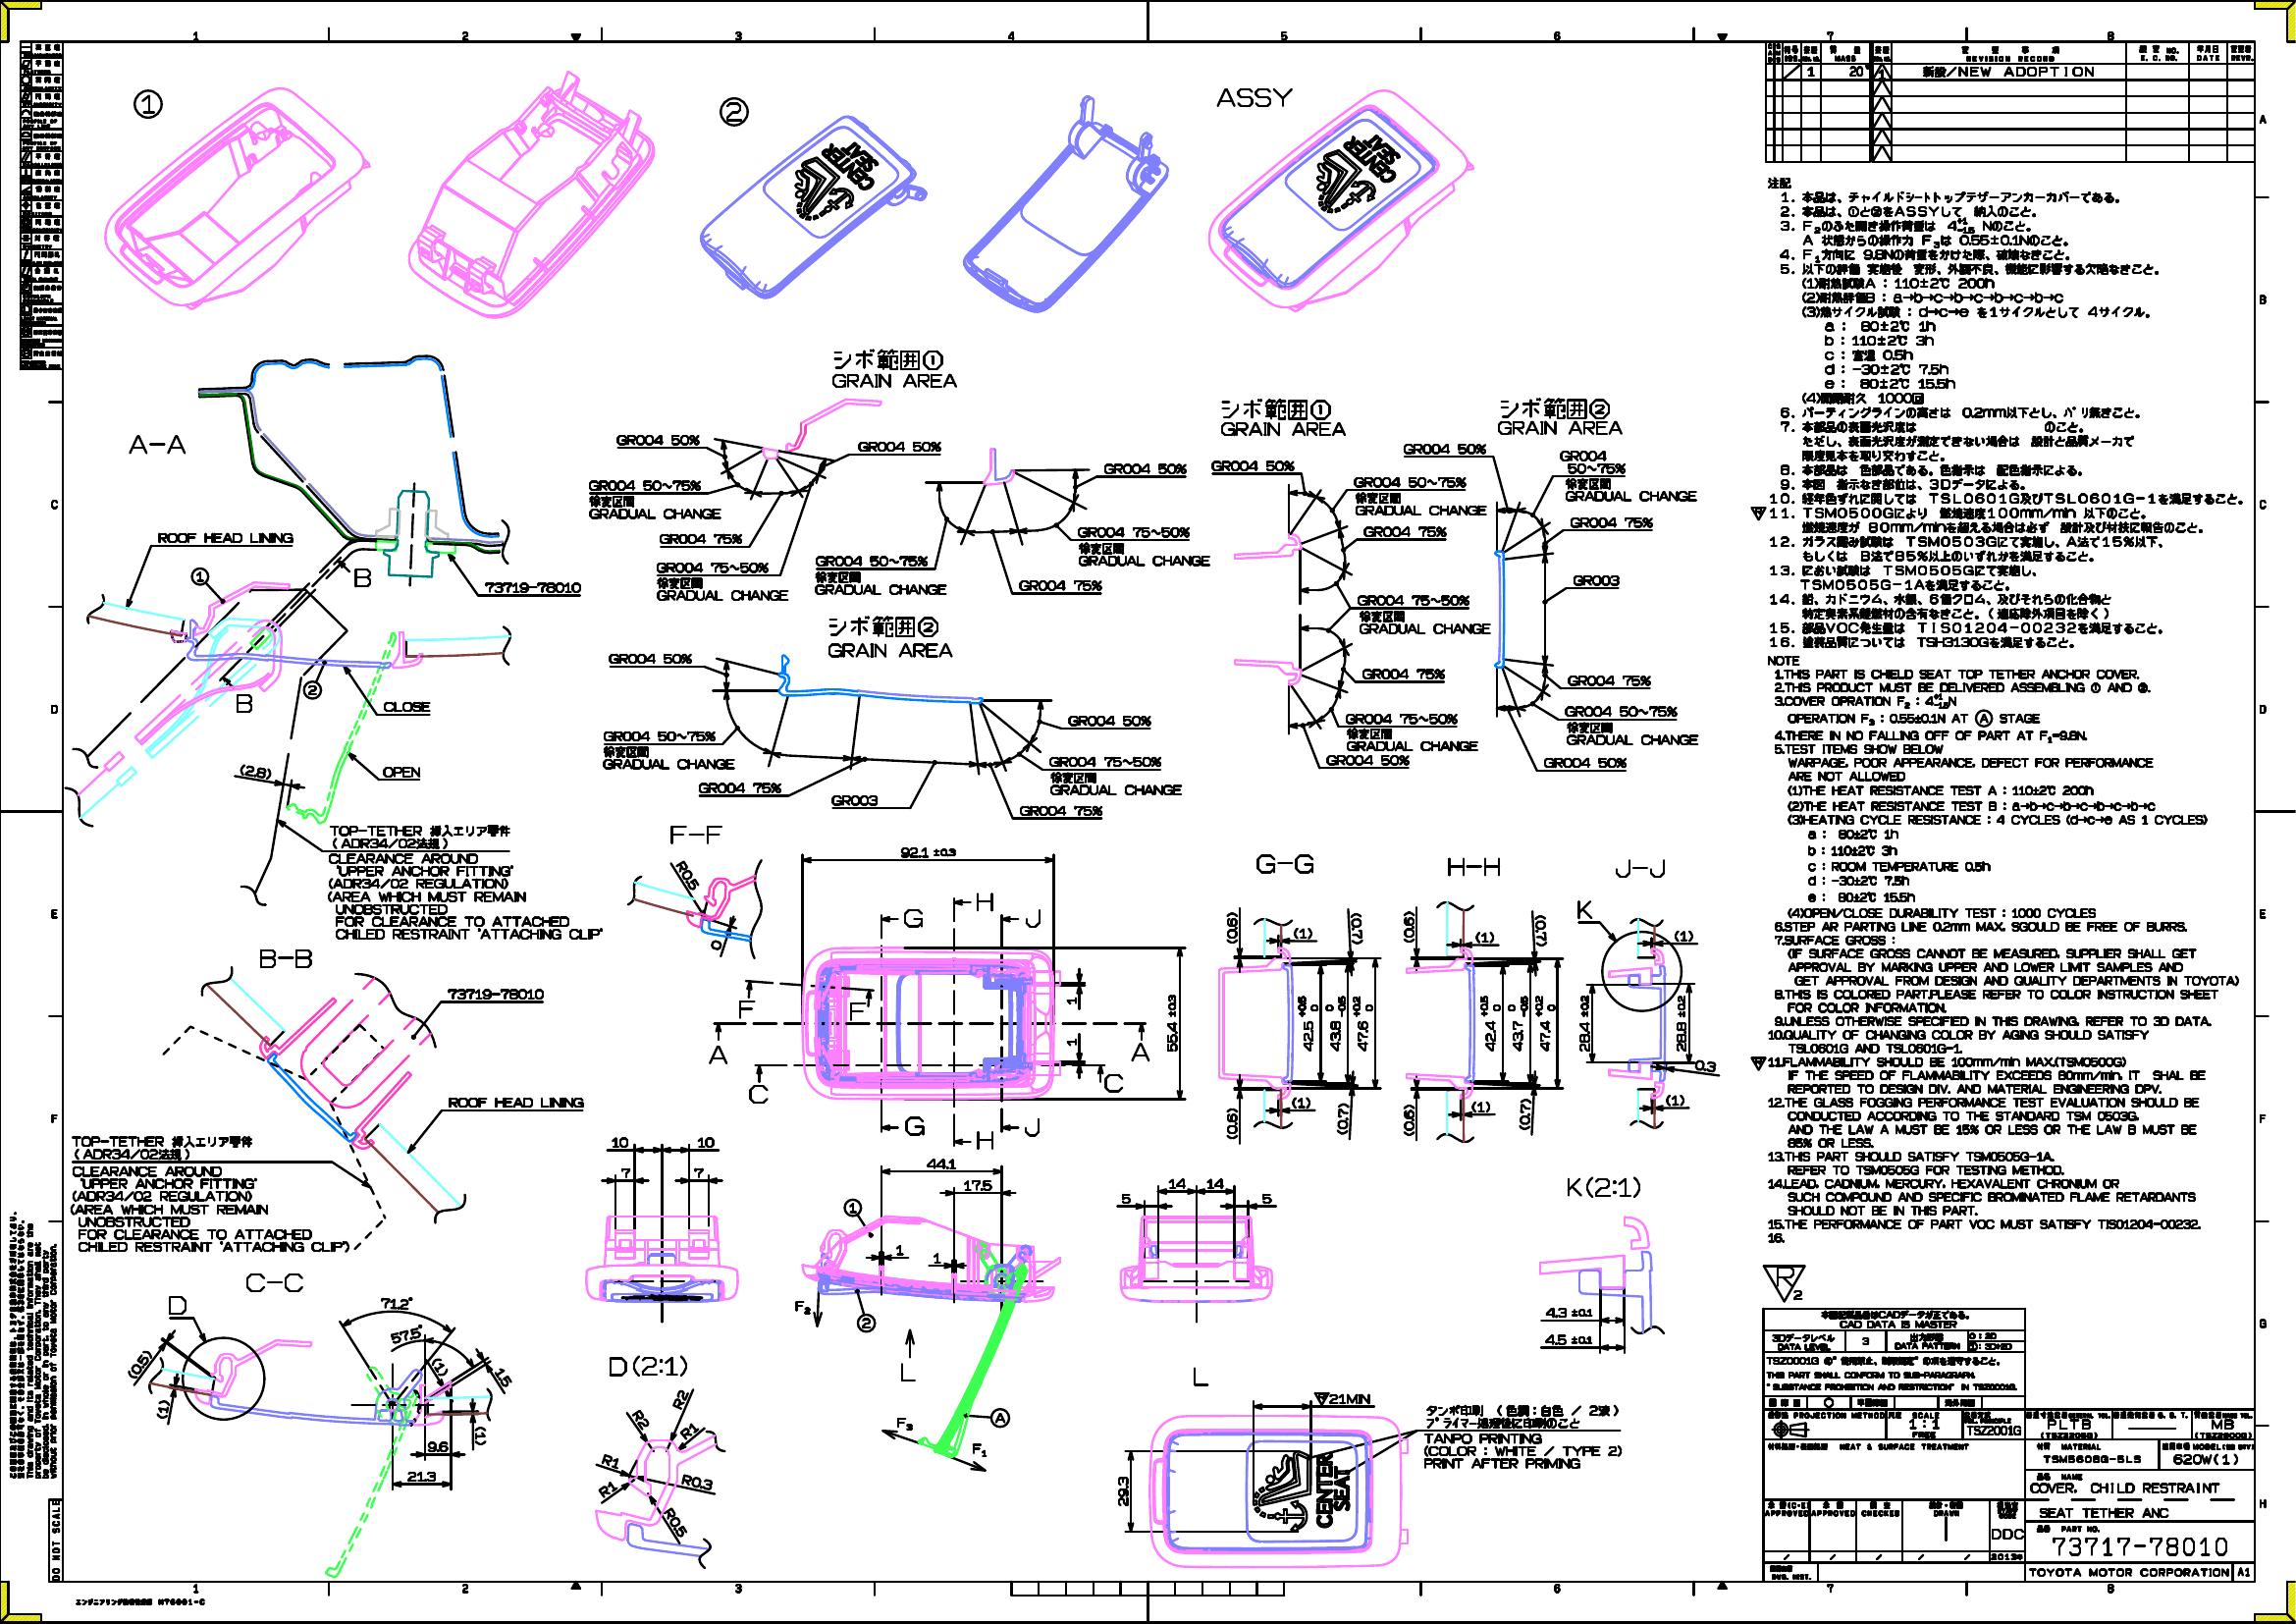 1
2
3
4
5
6
7
8
①
②
ASSY
変更事項
REVISION RECORD
MASS
E. C. NO.
DATE
1 20 新設/NEW ADOPTION
注記
1. 本品は、チャイルドシートトップテザーアンカーカバーである。
2. 本品は、①と②をASSYして 納入のこと。
3. F2のふた開き操作荷重は Nのこと。
A 状態からの操作力 F3は 0.55±0.1Nのこと。
4. F1方向に 9.8Nの荷重をかけた際、破壊なきこと。
5. 以下の評価 実施後 変形、外観不良、機能に影響する欠陥なきこと。
(1)耐熱試験A : 110±2℃ 200h
(2)耐熱評価B : a→b→c→b→c→b→c→b→c
(3)熱サイクル試験 : d→c→e を1サイクルとして 4サイクル。
a : 80±2℃ 1h
b : 110±2℃ 3h
c : 室温 0.5h
d : -30±2℃ 7.5h
e : 80±2℃ 15.5h
(4)開閉耐久 1000回
6. パーティングラインの高さは 0.2mm以下とし、バリ無きこと。
7. 本部品の表面光沢度は のこと。
ただし、表面光沢度が測定できない場合は 設計と品質メーカで
限度見本を取り交わすこと。
8. 本部品は 色部品である。色指示は 配色指示による。
9. 本図 指示なき部位は、3Dデータによる。
10. 経年色ずれに関しては TSL0601G及びTSL0601G-1を満足すること。
11. TSM0500Gにより 燃焼速度100mm/min 以下のこと。
燃焼速度が 80mm/minを超える場合は必ず 設計及び材技に報告のこと。
12. ガラス曇り試験は TSM0503Gにて実施し、A法で15%以下、
もしくは B法で85%以上のいずれかを満足すること。
13. におい試験は TSM0505Gにて実施し、
TSM0505G-1Aを満足すること。
14. 鉛、カドニウム、水銀、6価クロム、及びそれらの化合物と
特定臭素系難燃材の含有なきこと。(適応除外項目を除く)
15. 部品VOC発生量は TIS01204-00232を満足すること。
16. 塗装品質については TSH3130Gを満足すること。
NOTE
1.THIS PART IS CHIELD SEAT TOP TETHER ANCHOR COVER.
2.THIS PRODUCT MUST BE DELIVERED ASSEMBLING ① AND ②.
3.COVER OPRATION F2 : N
OPERATION F3 : 0.55±0.1N AT Ⓐ STAGE
4.THERE IN NO FALLING OFF OF PART AT F1=9.8N.
5.TEST ITEMS SHOW BELOW
WARPAGE, POOR APPEARANCE, DEFECT FOR PERFORMANCE
ARE NOT ALLOWED
(1)THE HEAT RESISTANCE TEST A : 110±2℃ 200h
(2)THE HEAT RESISTANCE TEST B : a→b→c→b→c→b→c→b→c
(3)HEATING CYCLE RESISTANCE : 4 CYCLES (d→c→e AS 1 CYCLES)
a : 80±2℃ 1h
b : 110±2℃ 3h
c : ROOM TEMPERATURE 0.5h
d : -30±2℃ 7.5h
e : 80±2℃ 15.5h
(4)OPEN/CLOSE DURABILITY TEST : 1000 CYCLES
6.STEP AR PARTING LINE 0.2mm MAX. SGOULD BE FREE OF BURRS.
7.SURFACE GROSS :
(IF SURFACE GROSS CANNOT BE MEASURED, SUPPLIER SHALL GET
APPROVAL BY MARKING UPPER AND LOWER LIMIT SAMPLES AND
GET APPROVAL FROM DESIGN AND QUALITY DEPARTMENTS IN TOYOTA)
8.THIS IS COLORED PART.PLEASE REFER TO COLOR INSTRUCTION SHEET
FOR COLOR INFORMATION.
9.UNLESS OTHERWISE SPECIFIED IN THIS DRAWING, REFER TO 3D DATA.
10.QUALITY OF CHANGING COLOR BY AGING SHOULD SATISFY
TSL0601G AND TSL0601G-1.
11.FLAMMABILITY SHOULD BE 100mm/min MAX.(TSM0500G)
IF THE SPEED OF FLAMMABILITY EXCEEDS 80mm/min, IT SHAL BE
REPORTED TO DESIGN DIV. AND MATERIAL ENGINEERING DPV.
12.THE GLASS FOGGING PERFORMANCE TEST EVALUATION SHOULD BE
CONDUCTED ACCORDING TO THE STANDARD TSM 0503G.
AND THE LAW A MUST BE 15% OR LESS OR THE LAW B MUST BE
85% OR LESS.
13.THIS PART SHOULD SATISFY TSM0505G-1A.
REFER TO TSM0505G FOR TESTING METHOD.
14.LEAD, CADNIUM, MERCURY, HEXAVALENT CHRONIUM OR
SUCH COMPOUND AND SPECIFIC BROMINATED FLAME RETARDANTS
SHOULD NOT BE IN THIS PART.
15.THE PERFORMANCE OF PART VOC MUST SATISFY TIS01204-00232.
16.
A-A
ROOF HEAD LINING
①
B
73719-78010
B
②
CLOSE
OPEN
(2.8)
TOP-TETHER 挿入エリア要件
(ADR34/02法規)
CLEARANCE AROUND
'UPPER ANCHOR FITTING'
(ADR34/02 REGULATION)
(AREA WHICH MUST REMAIN
UNOBSTRUCTED
FOR CLEARANCE TO ATTACHED
CHILED RESTRAINT 'ATTACHING CLIP'
シボ範囲①
GRAIN AREA
GR004 50%
GR004 50%
GR004 50~75%
徐変区間
GRADUAL CHANGE
GR004 75%
GR004 75~50%
徐変区間
GRADUAL CHANGE
GR004 50%
GR004 50~75%
徐変区間
GRADUAL CHANGE
GR004 75~50%
徐変区間
GRADUAL CHANGE
GR004 75%
シボ範囲②
GRAIN AREA
GR004 50%
GR004 50~75%
徐変区間
GRADUAL CHANGE
GR004 75%
GR003
GR004 50%
GR004 75~50%
徐変区間
GRADUAL CHANGE
GR004 75%
シボ範囲①
GRAIN AREA
GR004 50%
GR004 50~75%
徐変区間
GRADUAL CHANGE
GR004 75%
GR004 75~50%
徐変区間
GRADUAL CHANGE
GR004 75%
GR004 75~50%
徐変区間
GRADUAL CHANGE
GR004 50%
シボ範囲②
GRAIN AREA
GR004 50%
GR004
50~75%
徐変区間
GRADUAL CHANGE
GR004 75%
GR003
GR004 75%
GR004 50~75%
徐変区間
GRADUAL CHANGE
GR004 50%
F-F
R0.5
0
92.1 ±0.3
G
H
J
F
F
1
1
55.4 ±0.3
A
A
C
C
G
H
J
G-G
(0.6)
(1)
(0.7)
42.5 +0.5 0
43.8 0 -0.5
47.6 +0.2 0
(0.6)
(1)
(0.7)
H-H
(0.6)
(1)
(0.7)
42.4 +0.5 0
43.7 0 -0.5
47.4 +0.2 0
(0.6)
(1)
(0.7)
J-J
K
(1)
28.4 ±0.2
28.8 ±0.2
0.3
(1)
B-B
73719-78010
ROOF HEAD LINING
TOP-TETHER 挿入エリア要件
(ADR34/02法規)
CLEARANCE AROUND
'UPPER ANCHOR FITTING'
(ADR34/02 REGULATION)
(AREA WHICH MUST REMAIN
UNOBSTRUCTED
FOR CLEARANCE TO ATTACHED
CHILED RESTRAINT 'ATTACHING CLIP')
C-C
D
(0.5)
(1)
71.2°
57.5°
(1)
1.5
(1)
9.6
21.3
10 10
7 7
44.1
17.5
①
1
1
F2
②
L
Ⓐ
F3
F1
14 14
5 5
K(2:1)
4.3 ±0.1
4.5 ±0.1
D(2:1)
R2
R2
R1
R1
R1
R0.3
R0.5
L
21MIN
29.3
CENTER
SEAT
タンポ印刷 (色調:白色 / 2液)
プライマー処理後に印刷のこと
TANPO PRINTING
(COLOR : WHITE / TYPE 2)
PRINT AFTER PRIMING
R
2
CAD DATA IS MASTER
3Dデータレベル
DATA LEVEL
3
DATA PATTERN
THIS PART SHALL CONFORM TO SUB-PARAGRAPH
"SUBSTANCE PROHIBITION AND RESTRICTION" IN TSZ0001G.
PROJECTION METHOD
SCALE
1:1
FREE
TSZ2001G
PLTB
MB
HEAT & SURFACE TREATMENT
材質 MATERIAL
TSM5608G-5LS
620W(1)
品名 NAME
COVER, CHILD RESTRAINT
SEAT TETHER ANC
APPROVED
APPROVED
CHECKED
DRAWN
DDC
品番 PART NO.
73717-78010
TOYOTA MOTOR CORPORATION A1
DO NOT SCALE